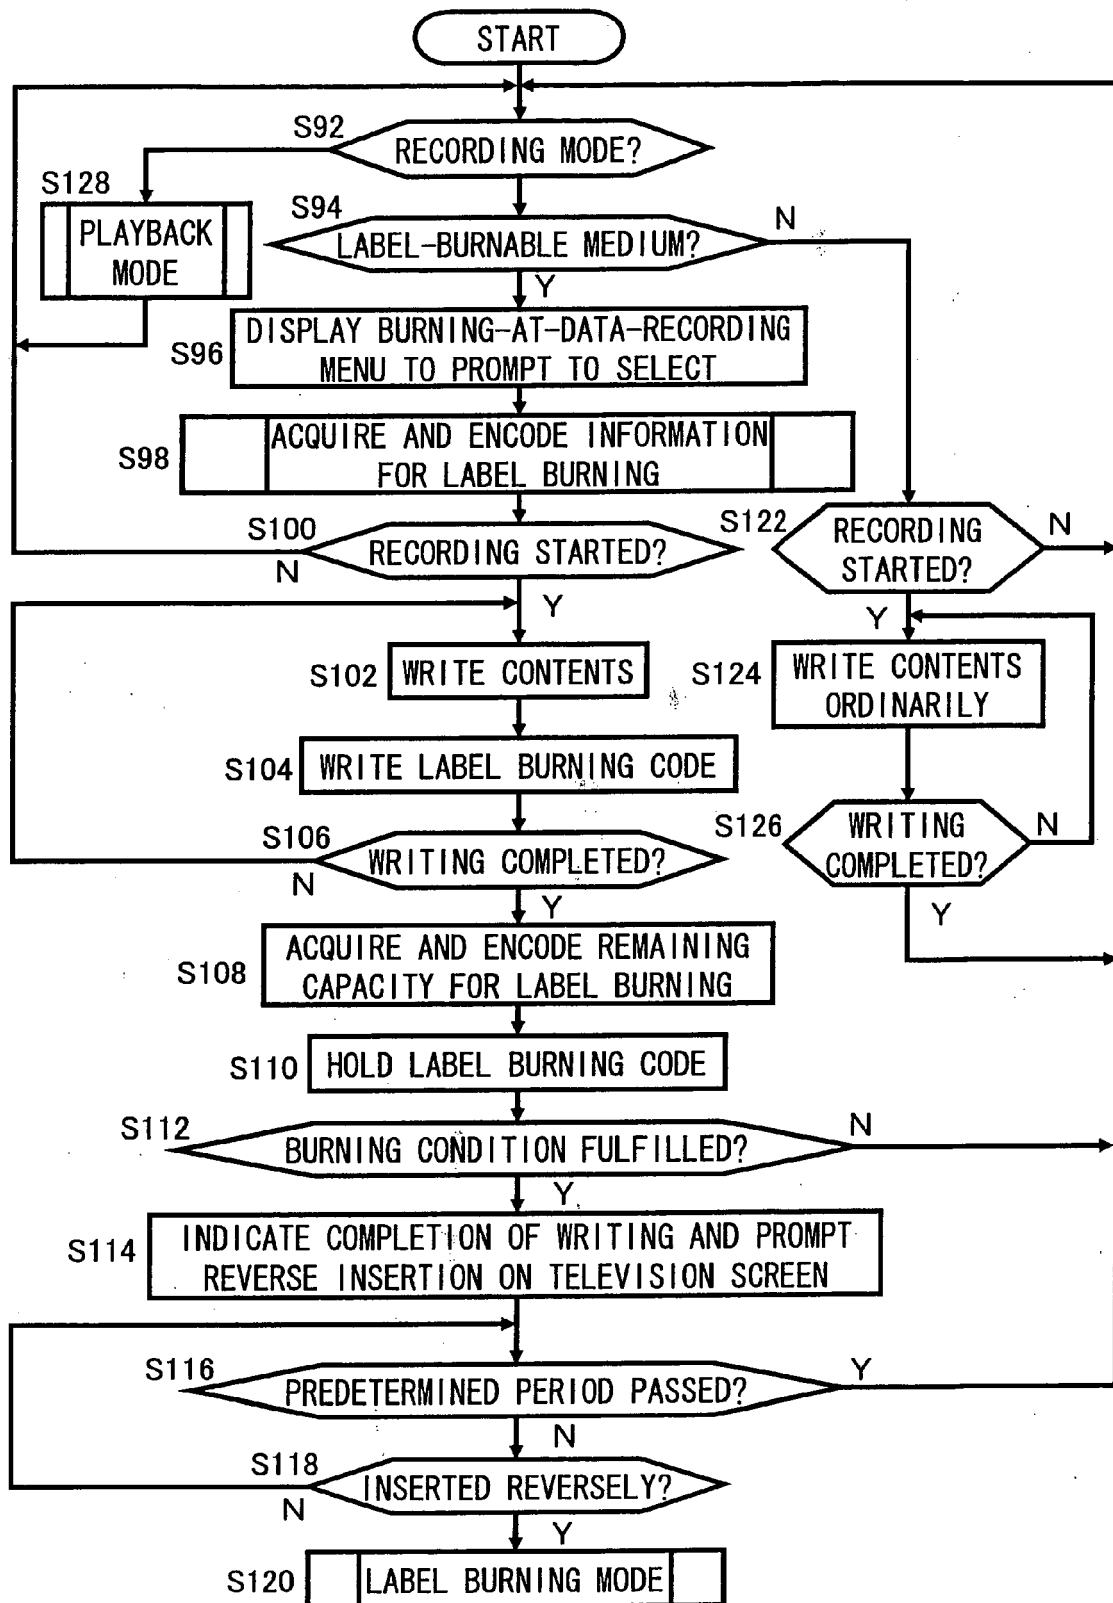 START
S92
RECORDING MODE?
S128
PLAYBACK
MODE
S94
LABEL-BURNABLE MEDIUM?
N
Y
S96
DISPLAY BURNING-AT-DATA-RECORDING
MENU TO PROMPT TO SELECT
S98
ACQUIRE AND ENCODE INFORMATION
FOR LABEL BURNING
S100
RECORDING STARTED?
N
Y
S122
RECORDING
STARTED?
N
Y
S102
WRITE CONTENTS
S124
WRITE CONTENTS
ORDINARILY
S104
WRITE LABEL BURNING CODE
S106
WRITING COMPLETED?
N
Y
S126
WRITING
COMPLETED?
N
Y
S108
ACQUIRE AND ENCODE REMAINING
CAPACITY FOR LABEL BURNING
S110
HOLD LABEL BURNING CODE
S112
BURNING CONDITION FULFILLED?
N
Y
S114
INDICATE COMPLETION OF WRITING AND PROMPT
REVERSE INSERTION ON TELEVISION SCREEN
S116
PREDETERMINED PERIOD PASSED?
Y
N
S118
INSERTED REVERSELY?
N
Y
S120
LABEL BURNING MODE